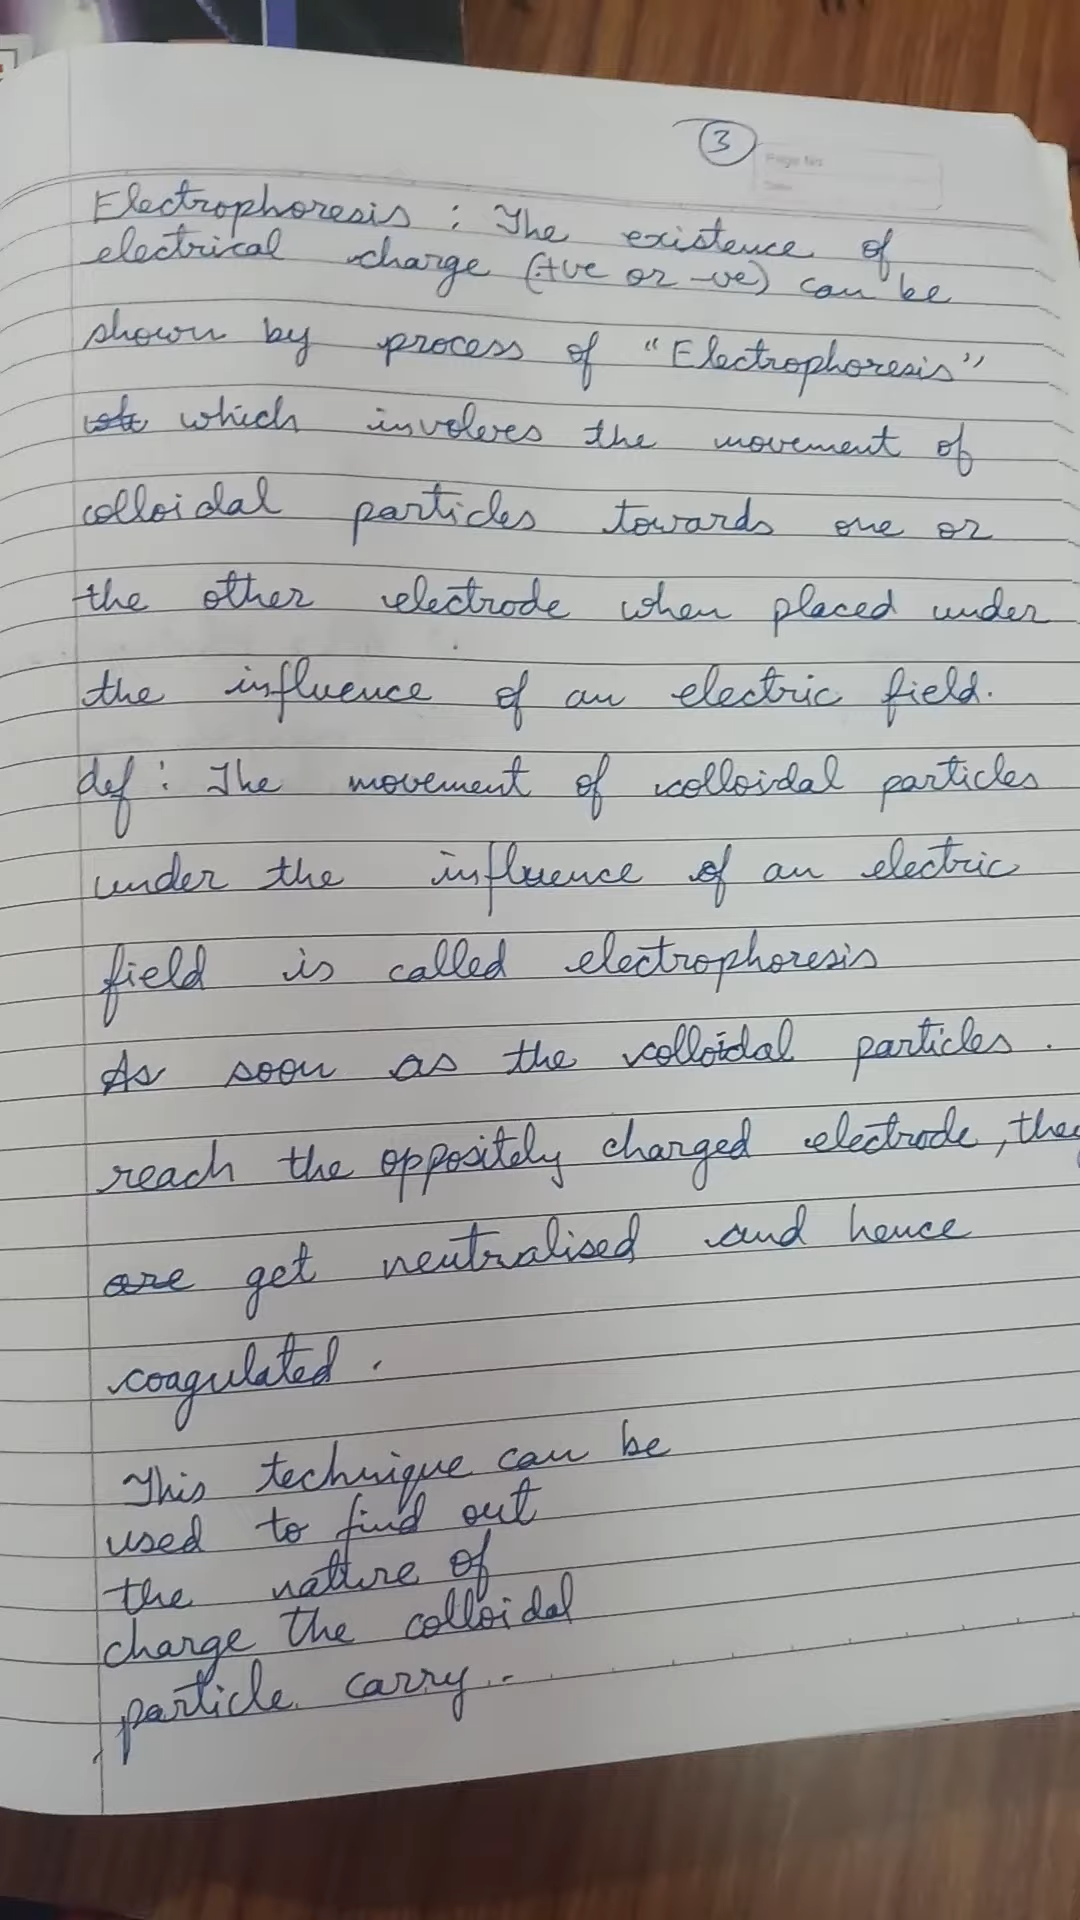 3
Page No.
Date
Electrophoresis : The existence of
electrical charge (+ve or -ve) can be
shown by process of "Electrophoresis"
which involves the movement of
colloidal particles towards one or
the other electrode when placed under
the influence of an electric field.
def : The movement of colloidal particles
under the influence of an electric
field is called electrophoresis
As soon as the colloidal particles .
reach the oppositely charged electrode, they
are get neutralised and hence
coagulated .
This technique can be
used to find out
the nature of
charge the colloidal
particle carry .-